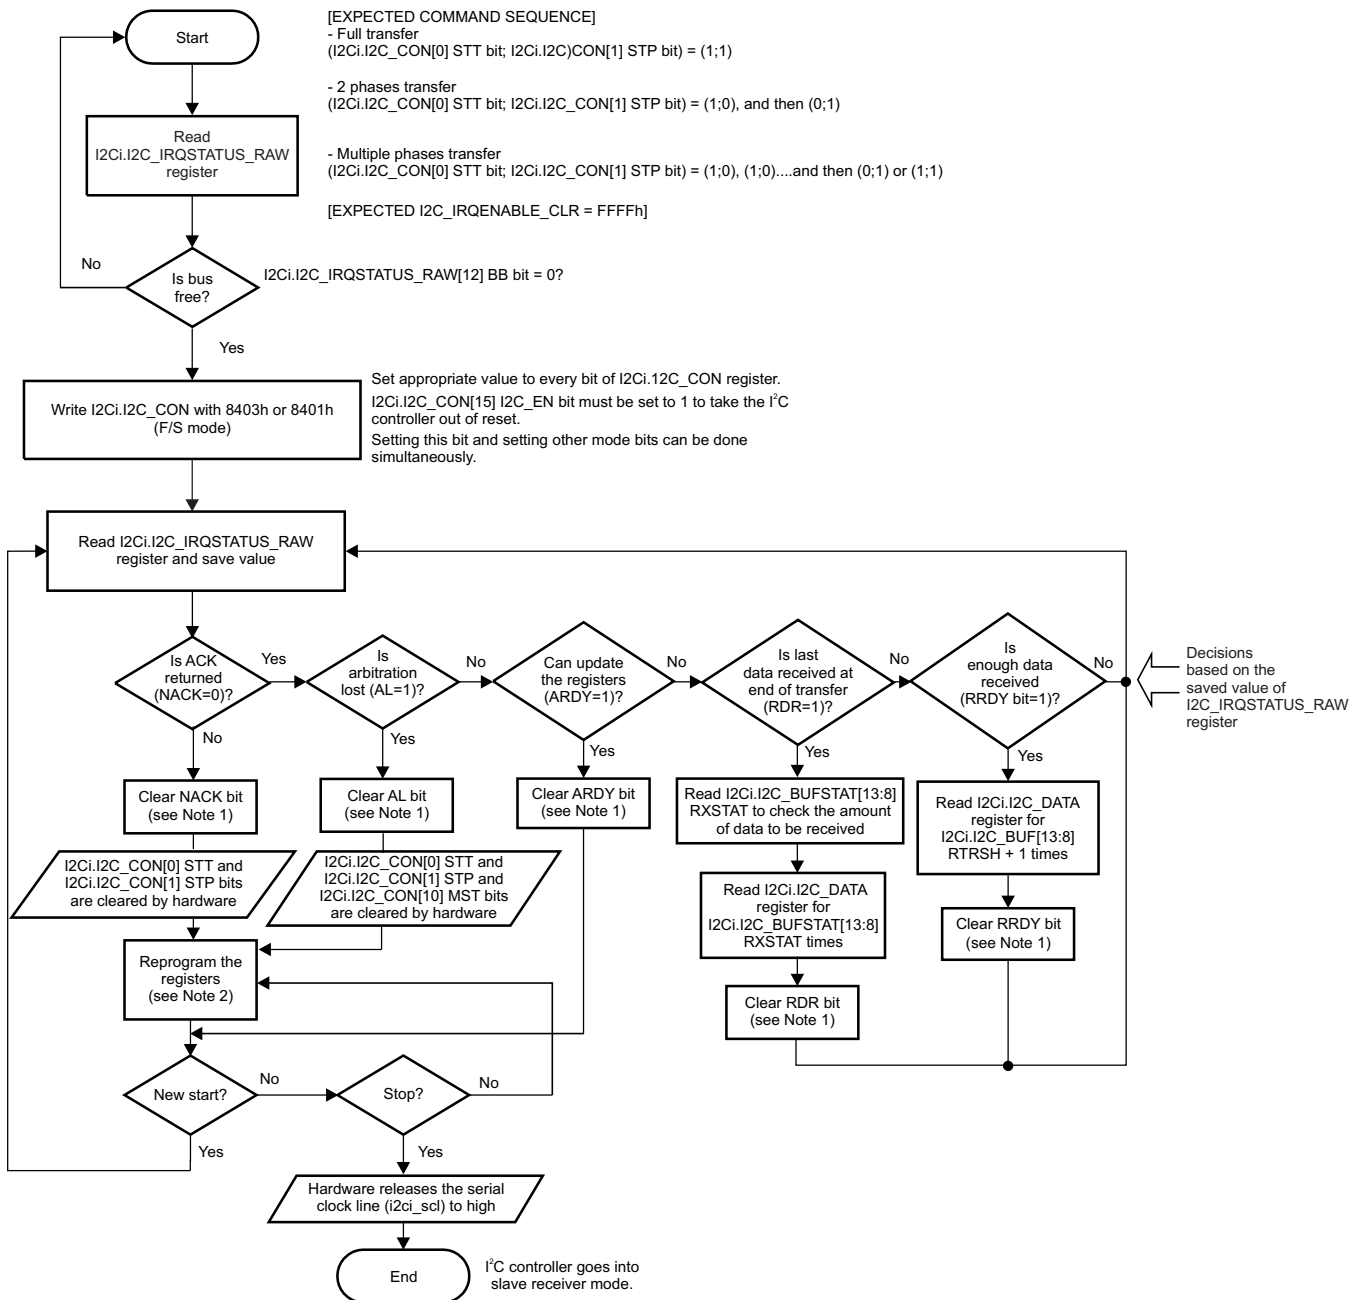 Start
[EXPECTED COMMAND SEQUENCE]
- Full transfer
(I2Ci.I2C_CON[0] STT bit; I2Ci.I2C)CON[1] STP bit) = (1;1)
- 2 phases transfer
(I2Ci.I2C_CON[0] STT bit; I2Ci.I2C_CON[1] STP bit) = (1;0), and then (0;1)
- Multiple phases transfer
(I2Ci.I2C_CON[0] STT bit; I2Ci.I2C_CON[1] STP bit) = (1;0), (1;0)....and then (0;1) or (1;1)
[EXPECTED I2C_IRQENABLE_CLR = FFFFh]
Read
I2Ci.I2C_IRQSTATUS_RAW
register
No
Is bus
free?
I2Ci.I2C_IRQSTATUS_RAW[12] BB bit = 0?
Yes
Write I2Ci.I2C_CON with 8403h or 8401h
(F/S mode)
Set appropriate value to every bit of I2Ci.12C_CON register.
I2Ci.I2C_CON[15] I2C_EN bit must be set to 1 to take the I²C
controller out of reset.
Setting this bit and setting other mode bits can be done
simultaneously.
Read I2Ci.I2C_IRQSTATUS_RAW
register and save value
Is ACK
returned
(NACK=0)?
Yes
No
Is
arbitration
lost (AL=1)?
No
Yes
Can update
the registers
(ARDY=1)?
No
Yes
Is last
data received at
end of transfer
(RDR=1)?
No
Yes
Is
enough data
received
(RRDY bit=1)?
No
Yes
Decisions
based on the
saved value of
I2C_IRQSTATUS_RAW
register
Clear NACK bit
(see Note 1)
Clear AL bit
(see Note 1)
Clear ARDY bit
(see Note 1)
Read I2Ci.I2C_BUFSTAT[13:8]
RXSTAT to check the amount
of data to be received
Read I2Ci.I2C_DATA
register for
I2Ci.I2C_BUF[13:8]
RTRSH + 1 times
I2Ci.I2C_CON[0] STT and
I2Ci.I2C_CON[1] STP bits
are cleared by hardware
I2Ci.I2C_CON[0] STT and
I2Ci.I2C_CON[1] STP and
I2Ci.I2C_CON[10] MST bits
are cleared by hardware
Read I2Ci.I2C_DATA
register for
I2Ci.I2C_BUFSTAT[13:8]
RXSTAT times
Clear RRDY bit
(see Note 1)
Reprogram the
registers
(see Note 2)
Clear RDR bit
(see Note 1)
New start?
No
Yes
Stop?
No
Yes
Hardware releases the serial
clock line (i2ci_scl) to high
End
I²C controller goes into
slave receiver mode.